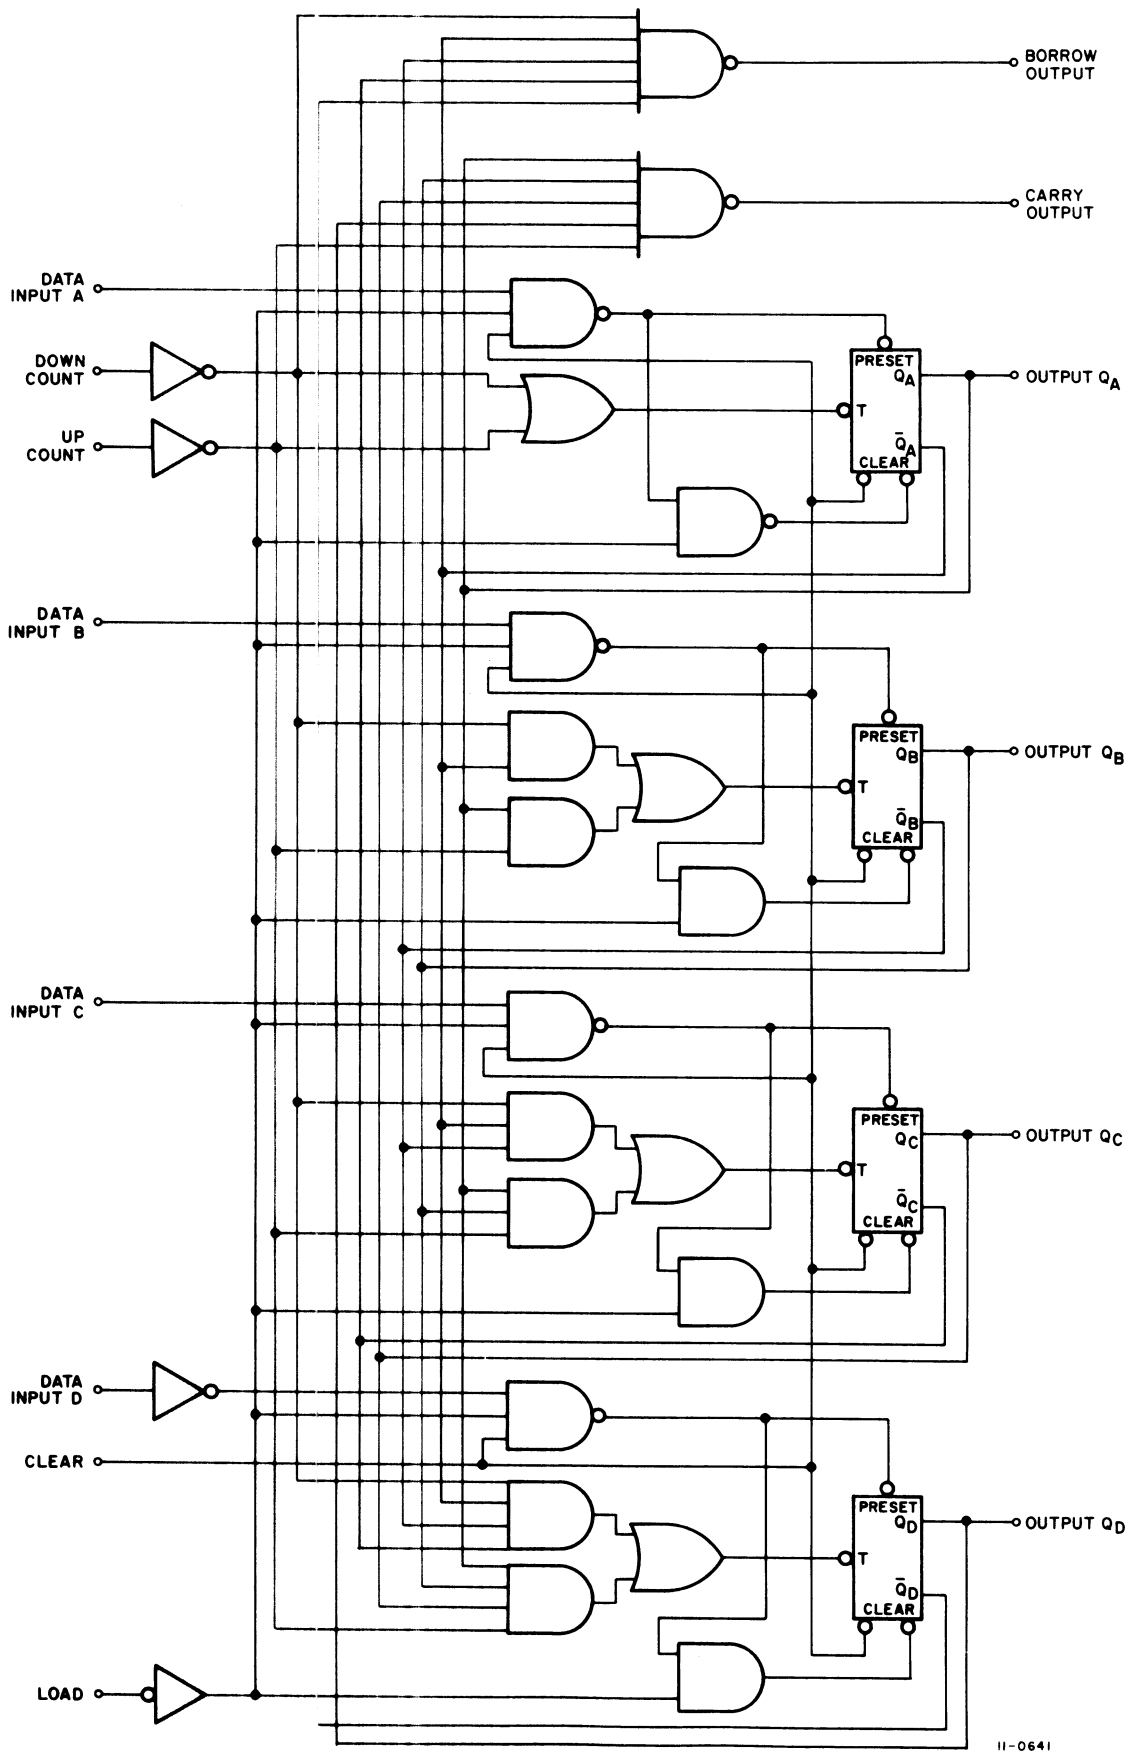 BORROW
OUTPUT
CARRY
OUTPUT
DATA
INPUT A
DOWN
COUNT
UP
COUNT
PRESET
QA
T
Q̄A
CLEAR
OUTPUT QA
DATA
INPUT B
PRESET
QB
T
Q̄B
CLEAR
OUTPUT QB
DATA
INPUT C
PRESET
QC
T
Q̄C
CLEAR
OUTPUT QC
DATA
INPUT D
CLEAR
PRESET
QD
T
Q̄D
CLEAR
OUTPUT QD
LOAD
11-0641